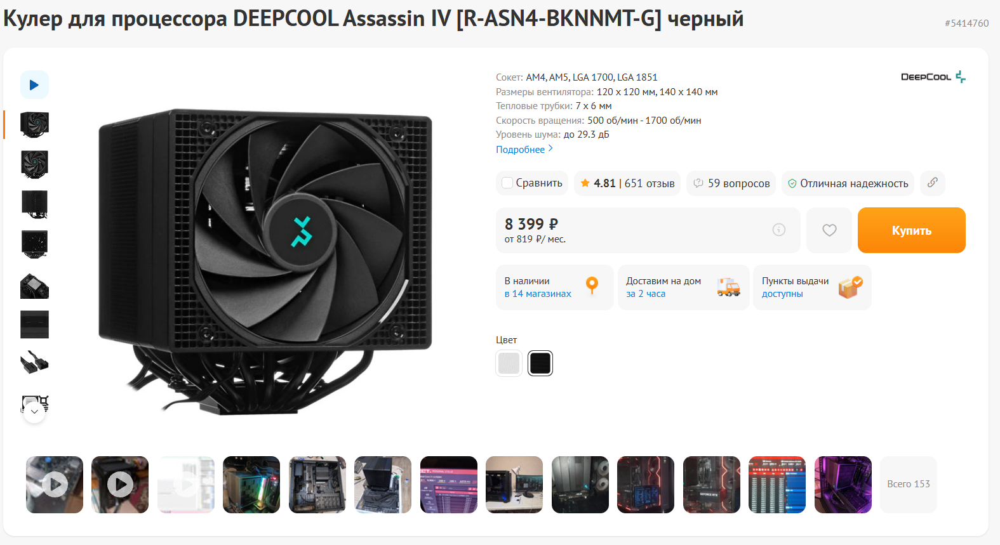 Кулер для процессора DEEPCOOL Assassin IV [R-ASN4-BKNNMT-G] черный
#5414760
Сокет: AM4, AM5, LGA 1700, LGA 1851
DEEPCOOL
Размеры вентилятора: 120 x 120 мм, 140 x 140 мм
Тепловые трубки: 7 x 6 мм
Скорость вращения: 500 об/мин - 1700 об/мин
Уровень шума: до 29.3 дБ
Подробнее
Сравнить
4.81 | 651 отзыв
59 вопросов
Отличная надежность
8 399 ₽
от 819 ₽/ мес.
Купить
В наличии
в 14 магазинах
Доставим на дом
за 2 часа
Пункты выдачи
доступны
Цвет
GEFORCE RTX
Всего 153